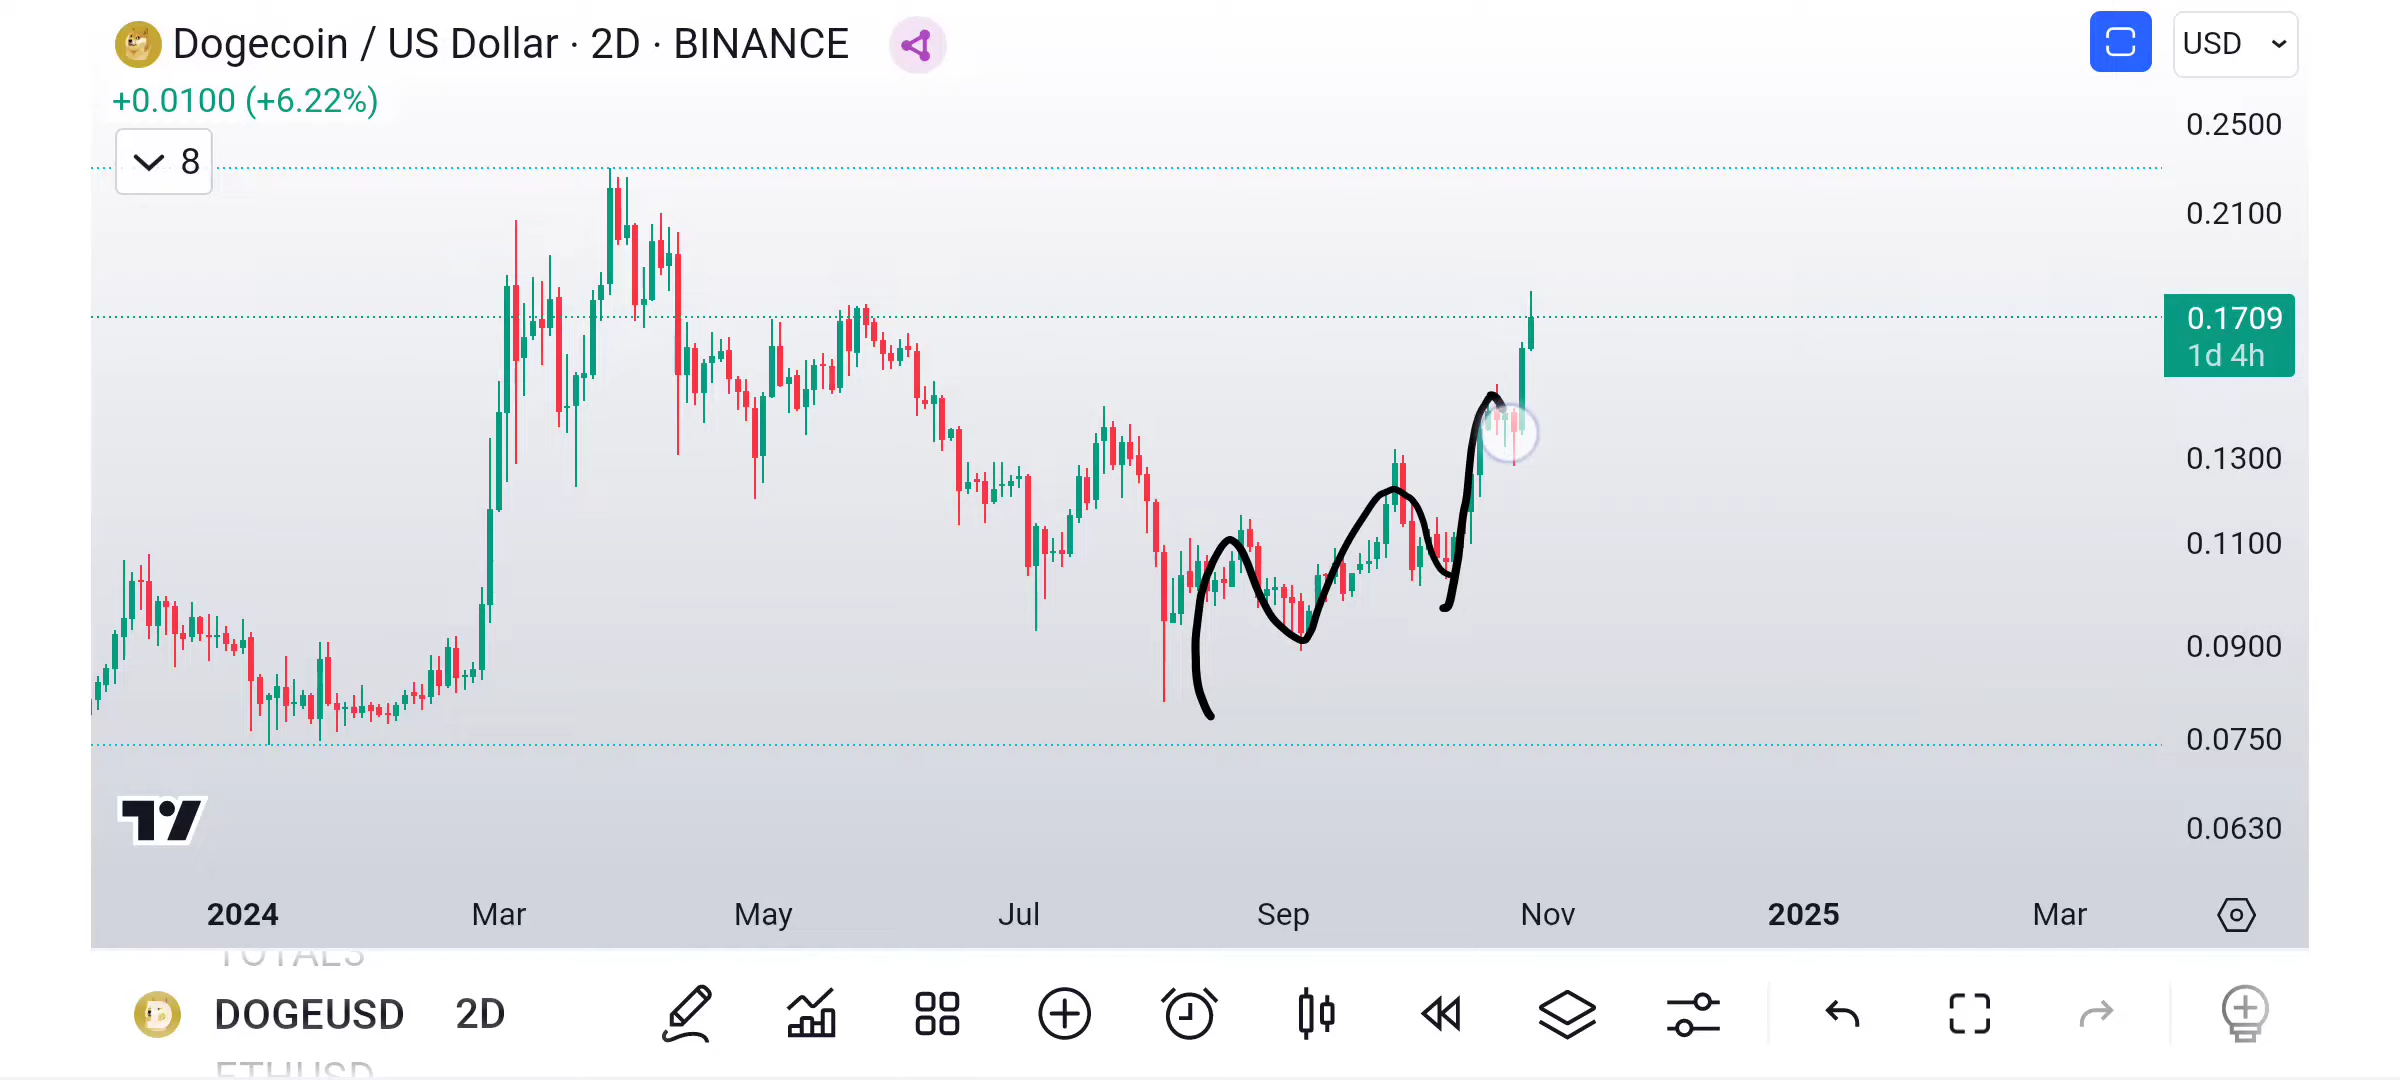 Dogecoin / US Dollar · 2D · BINANCE
USD
+0.0100 (+6.22%)
8
0.2500
0.2100
0.1709
1d 4h
0.1300
0.1100
0.0900
0.0750
0.0630
2024 Mar May Jul Sep Nov 2025 Mar
DOGEUSD 2D
ETHUSD